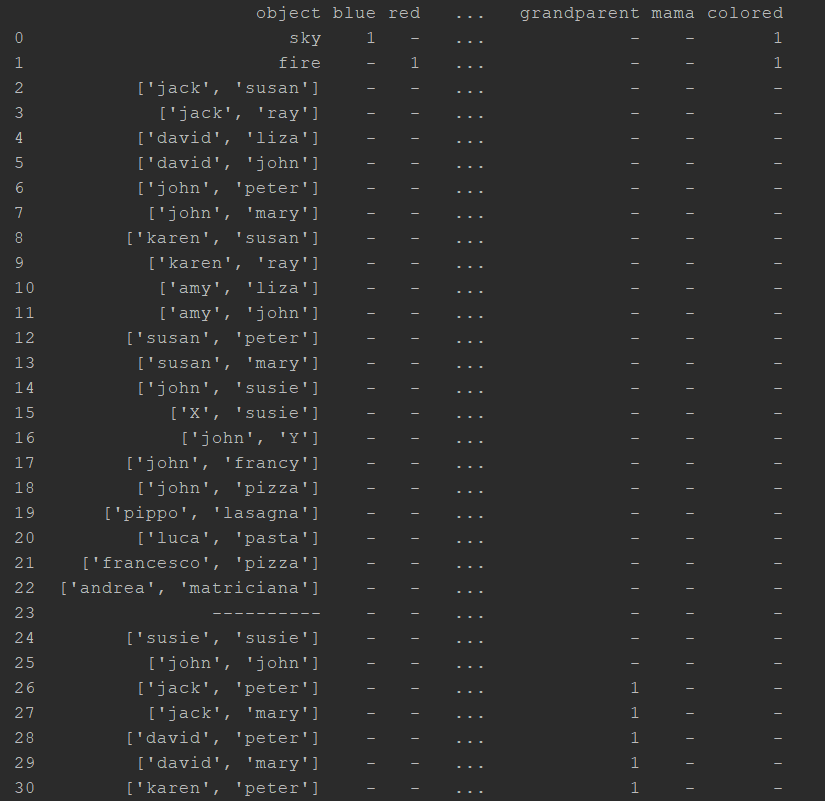 object blue red ... grandparent mama colored
0 sky 1 - ... - - 1
1 fire - 1 ... - - 1
2 ['jack', 'susan'] - - ... - - -
3 ['jack', 'ray'] - - ... - - -
4 ['david', 'liza'] - - ... - - -
5 ['david', 'john'] - - ... - - -
6 ['john', 'peter'] - - ... - - -
7 ['john', 'mary'] - - ... - - -
8 ['karen', 'susan'] - - ... - - -
9 ['karen', 'ray'] - - ... - - -
10 ['amy', 'liza'] - - ... - - -
11 ['amy', 'john'] - - ... - - -
12 ['susan', 'peter'] - - ... - - -
13 ['susan', 'mary'] - - ... - - -
14 ['john', 'susie'] - - ... - - -
15 ['X', 'susie'] - - ... - - -
16 ['john', 'Y'] - - ... - - -
17 ['john', 'francy'] - - ... - - -
18 ['john', 'pizza'] - - ... - - -
19 ['pippo', 'lasagna'] - - ... - - -
20 ['luca', 'pasta'] - - ... - - -
21 ['francesco', 'pizza'] - - ... - - -
22 ['andrea', 'matriciana'] - - ... - - -
23 ---------- - - ... - - -
24 ['susie', 'susie'] - - ... - - -
25 ['john', 'john'] - - ... - - -
26 ['jack', 'peter'] - - ... 1 - -
27 ['jack', 'mary'] - - ... 1 - -
28 ['david', 'peter'] - - ... 1 - -
29 ['david', 'mary'] - - ... 1 - -
30 ['karen', 'peter'] - - ... 1 - -